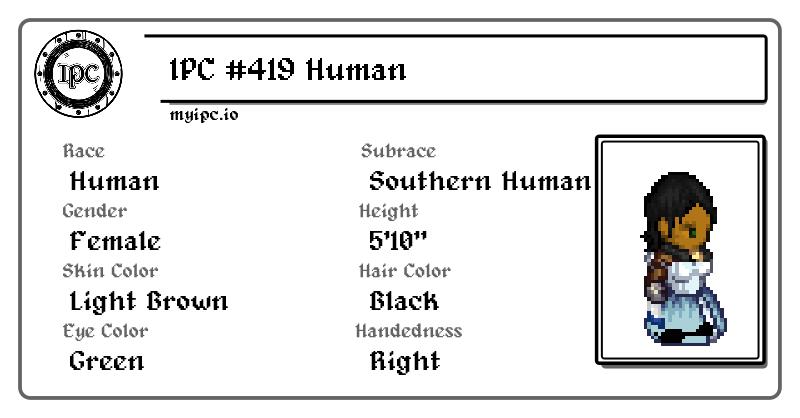 IPC
IPC #419 Human
myipc.io
Race
Subrace
Human
Southern Human
Gender
Height
Female
5'10"
Skin Color
Hair Color
Light Brown
Black
Eye Color
Handedness
Green
Right